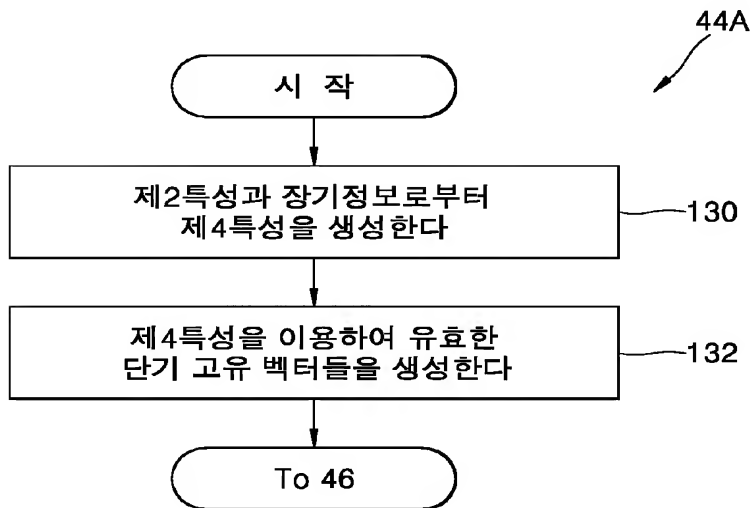 44A
시 작
제2특성과 장기정보로부터
제4특성을 생성한다
130
제4특성을 이용하여 유효한
단기 고유 벡터들을 생성한다
132
To 46